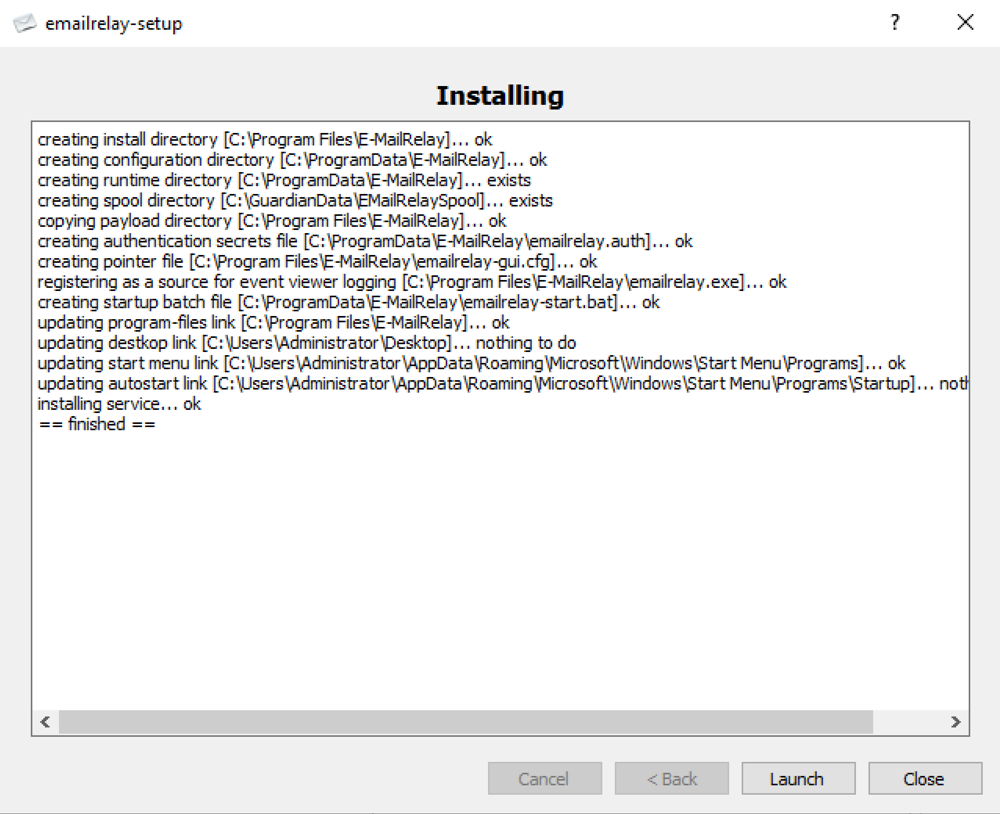 emailrelay-setup
?
Installing
creating install directory [C:\Program Files\E-MailRelay]... ok
creating configuration directory [C:\ProgramData\E-MailRelay]... ok
creating runtime directory [C:\ProgramData\E-MailRelay]... exists
creating spool directory [C:\GuardianData\EMailRelaySpool]... exists
copying payload directory [C:\Program Files\E-MailRelay]... ok
creating authentication secrets file [C:\ProgramData\E-MailRelay\emailrelay.auth]... ok
creating pointer file [C:\Program Files\E-MailRelay\emailrelay-gui.cfg]... ok
registering as a source for event viewer logging [C:\Program Files\E-MailRelay\emailrelay.exe]... ok
creating startup batch file [C:\ProgramData\E-MailRelay\emailrelay-start.bat]... ok
updating program-files link [C:\Program Files\E-MailRelay]... ok
updating destkop link [C:\Users\Administrator\Desktop]... nothing to do
updating start menu link [C:\Users\Administrator\AppData\Roaming\Microsoft\Windows\Start Menu\Programs]... ok
updating autostart link [C:\Users\Administrator\AppData\Roaming\Microsoft\Windows\Start Menu\Programs\Startup]... noth
installing service... ok
== finished ==
Cancel
< Back
Launch
Close